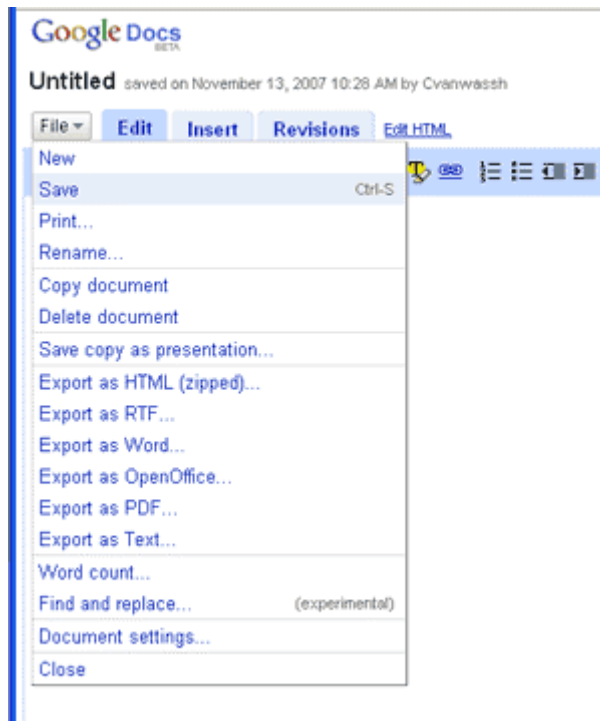 Google Docs
BETA
Untitled saved on November 13, 2007 10:28 AM by Cvanwassh
File Edit Insert Revisions Edit HTML
New
Save Ctrl-S
Print...
Rename...
Copy document
Delete document
Save copy as presentation...
Export as HTML (zipped)...
Export as RTF...
Export as Word...
Export as OpenOffice...
Export as PDF...
Export as Text...
Word count...
Find and replace... (experimental)
Document settings...
Close